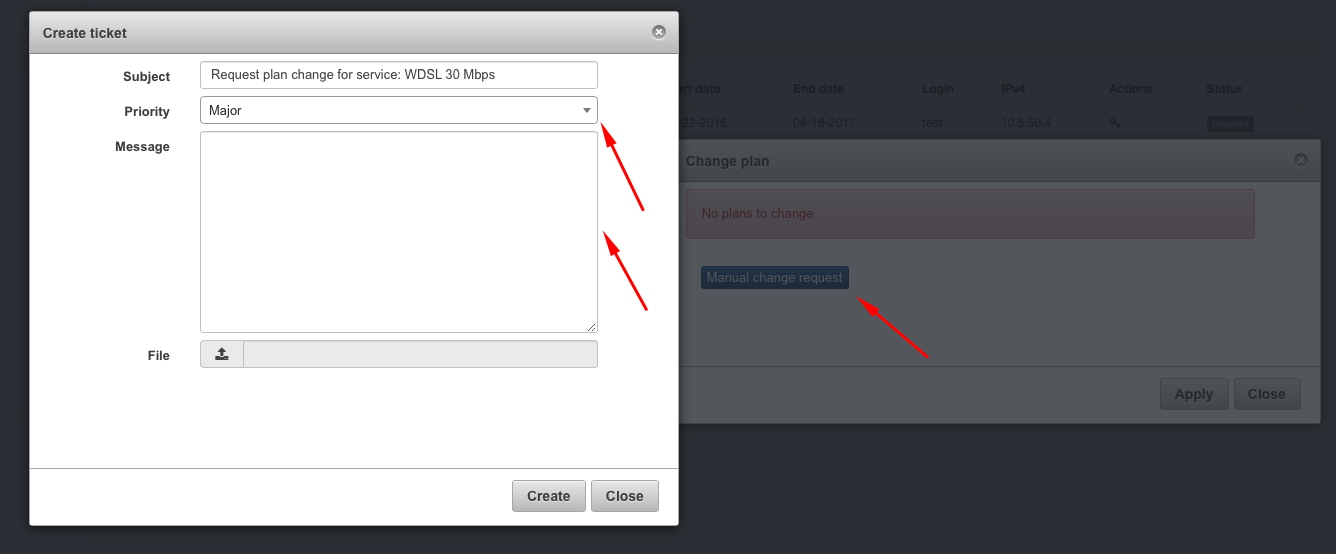 Create ticket
Subject
Request plan change for service: WDSL 30 Mbps
Priority
Major
Message
File
Create
Close
rt date
End date
Login
IPv4
Actions
Status
22-2016
04-18-2017
test
10.5.50.4
Disabled
Change plan
No plans to change
Manual change request
Apply
Close